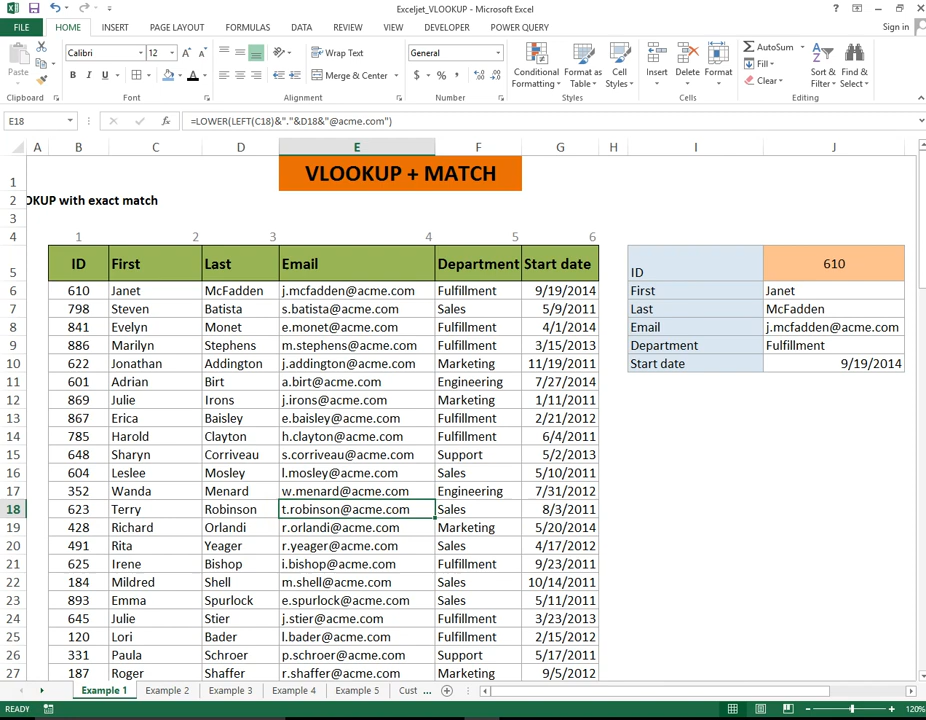 Exceljet_VLOOKUP - Microsoft Excel
?
FILE HOME INSERT PAGE LAYOUT FORMULAS DATA REVIEW VIEW DEVELOPER POWER QUERY Sign in
Paste
Calibri 12
B I U A
Wrap Text
Merge & Center
General
$ % ,
Conditional Formatting
Format as Table
Cell Styles
Insert
Delete
Format
AutoSum
Fill
Clear
Sort & Filter
Find & Select
Clipboard Font Alignment Number Styles Cells Editing
E18 fx =LOWER(LEFT(C18)&"."&D18&"@acme.com")
A B C D E F G H I J
1 VLOOKUP + MATCH
2 OKUP with exact match
3
4 1 2 3 4 5 6
5 ID First Last Email Department Start date ID 610
6 610 Janet McFadden j.mcfadden@acme.com Fulfillment 9/19/2014 First Janet
7 798 Steven Batista s.batista@acme.com Sales 5/9/2011 Last McFadden
8 841 Evelyn Monet e.monet@acme.com Fulfillment 4/1/2014 Email j.mcfadden@acme.com
9 886 Marilyn Stephens m.stephens@acme.com Fulfillment 3/15/2013 Department Fulfillment
10 622 Jonathan Addington j.addington@acme.com Marketing 11/19/2011 Start date 9/19/2014
11 601 Adrian Birt a.birt@acme.com Engineering 7/27/2014
12 869 Julie Irons j.irons@acme.com Marketing 1/11/2011
13 867 Erica Baisley e.baisley@acme.com Fulfillment 2/21/2012
14 785 Harold Clayton h.clayton@acme.com Fulfillment 6/4/2011
15 648 Sharyn Corriveau s.corriveau@acme.com Support 5/2/2013
16 604 Leslee Mosley l.mosley@acme.com Sales 5/10/2011
17 352 Wanda Menard w.menard@acme.com Engineering 7/31/2012
18 623 Terry Robinson t.robinson@acme.com Sales 8/3/2011
19 428 Richard Orlandi r.orlandi@acme.com Marketing 5/20/2014
20 491 Rita Yeager r.yeager@acme.com Sales 4/17/2012
21 625 Irene Bishop i.bishop@acme.com Fulfillment 9/23/2011
22 184 Mildred Shell m.shell@acme.com Sales 10/14/2011
23 893 Emma Spurlock e.spurlock@acme.com Sales 5/11/2011
24 645 Julie Stier j.stier@acme.com Fulfillment 3/23/2013
25 120 Lori Bader l.bader@acme.com Fulfillment 2/15/2012
26 331 Paula Schroer p.schroer@acme.com Support 5/17/2011
27 187 Roger Shaffer r.shaffer@acme.com Marketing 9/5/2012
Example 1 Example 2 Example 3 Example 4 Example 5 Cust ...
READY 120%